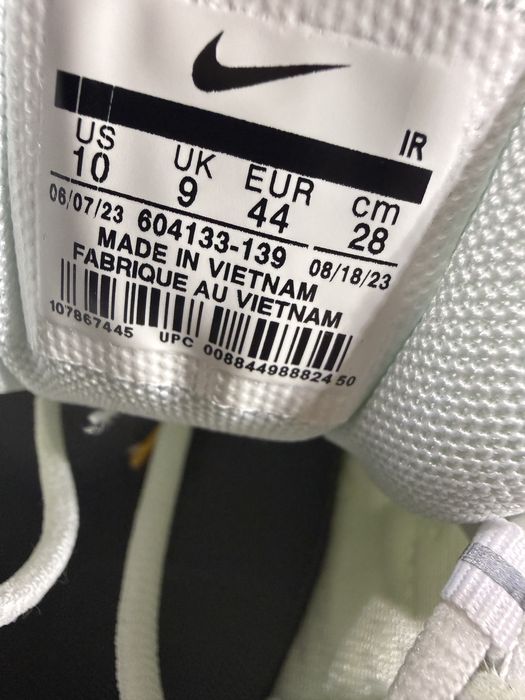 IR
US UK EUR cm
10 9 44 28
06/07/23 604133-139 08/18/23
MADE IN VIETNAM
FABRIQUE AU VIETNAM
107867445 UPC 00884498882450